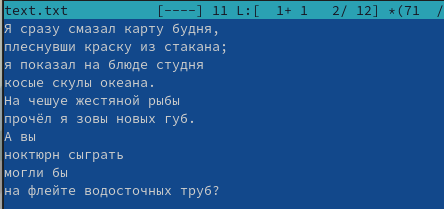 text.txt [----] 11 L:[ 1+ 1 2/ 12] *(71 /
Я сразу смазал карту будня,
плеснувши краску из стакана;
я показал на блюде студня
косые скулы океана.
На чешуе жестяной рыбы
прочёл я зовы новых губ.
А вы
ноктюрн сыграть
могли бы
на флейте водосточных труб?